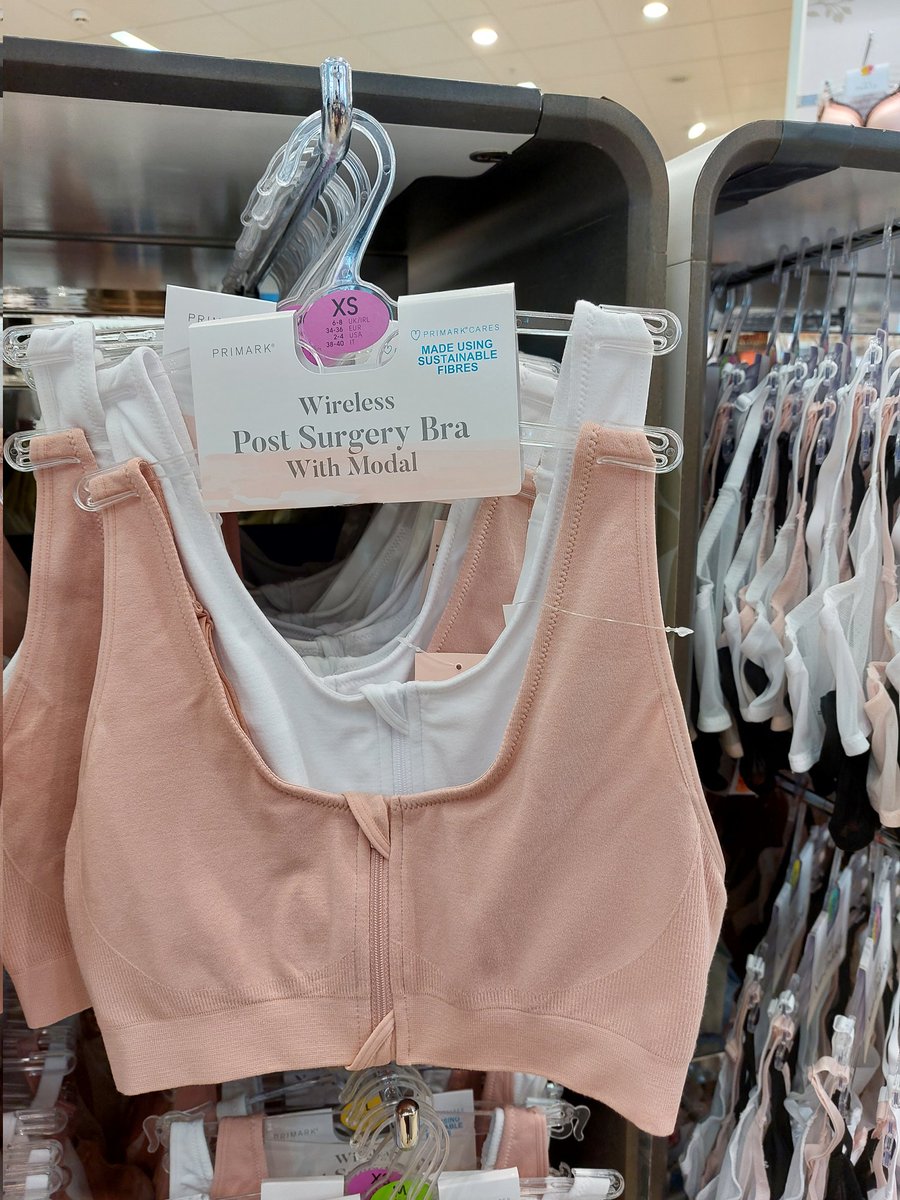 XS
6-8 UK/IRL
34-36 EUR
2-4 USA
38-40 IT
PRIMARK®
PRIMARK CARES
MADE USING
SUSTAINABLE
FIBRES
Wireless
Post Surgery Bra
With Modal
PRIMARK®
XS
M